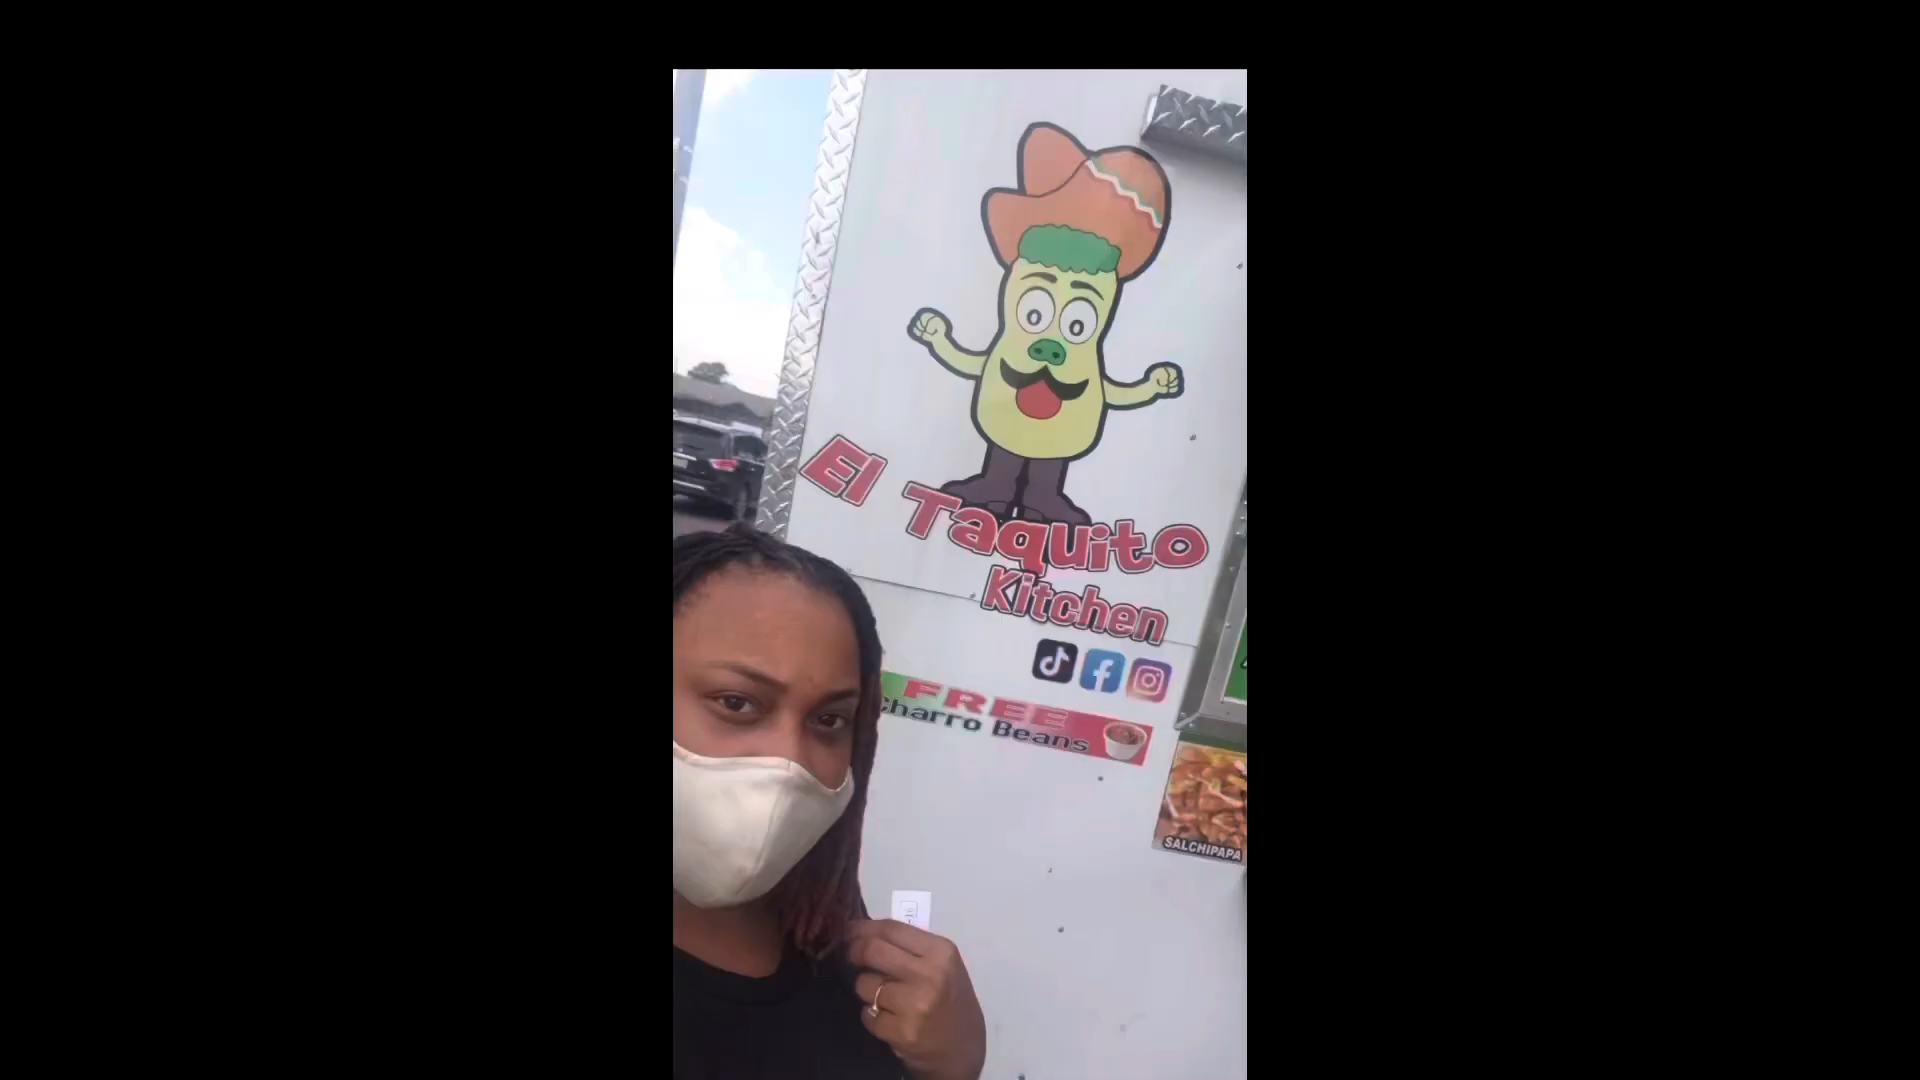 El Taquito
Kitchen
FREE
Charro Beans
SALCHIPAPA